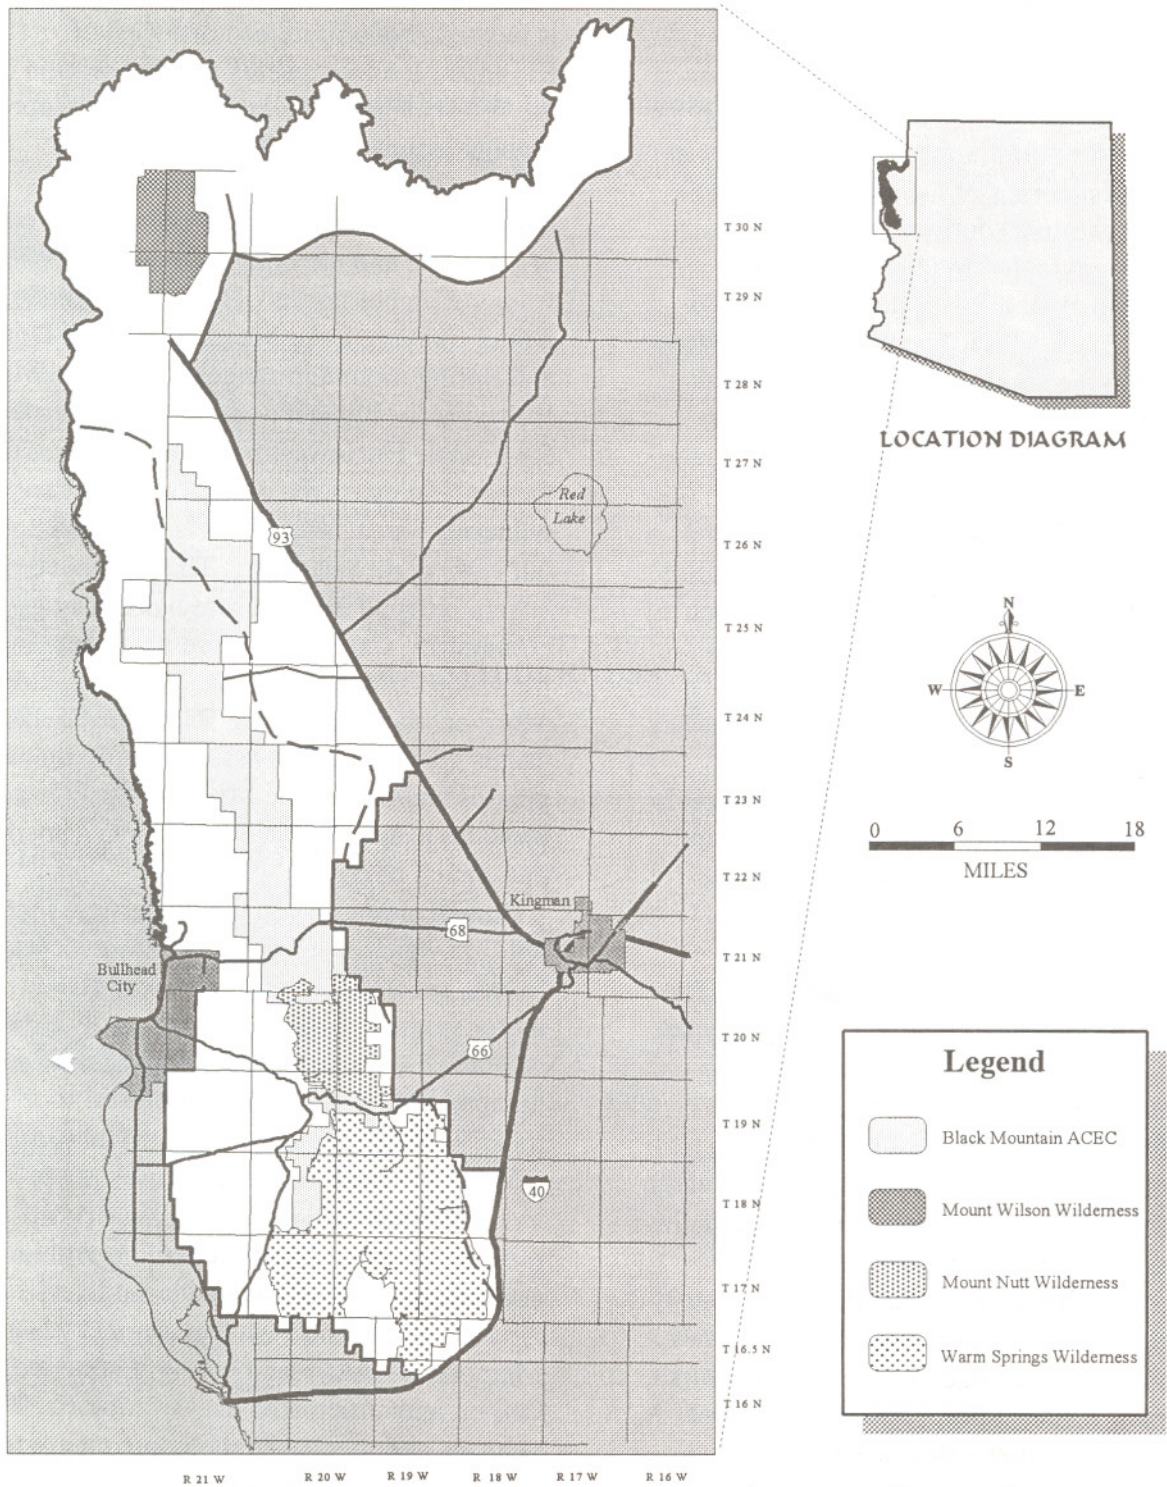 T 30 N
T 29 N
T 28 N
LOCATION DIAGRAM
T 27 N
Red
Lake
93
T 26 N
N
T 25 N
W
E
T 24 N
S
T 23 N
0 6 12 18
MILES
T 22 N
Kingman
68
T 21 N
Bullhead
City
T 20 N
66
Legend
T 19 N
Black Mountain ACEC
40
T 18 N
Mount Wilson Wilderness
T 17 N
Mount Nutt Wilderness
T 16.5 N
Warm Springs Wilderness
T 16 N
R 21 W R 20 W R 19 W R 18 W R 17 W R 16 W